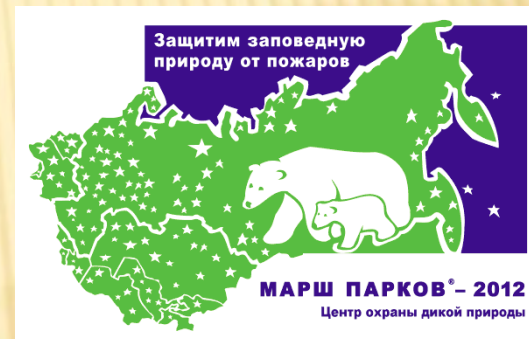 Защитим заповедную
природу от пожаров
МАРШ ПАРКОВ®– 2012
Центр охраны дикой природы